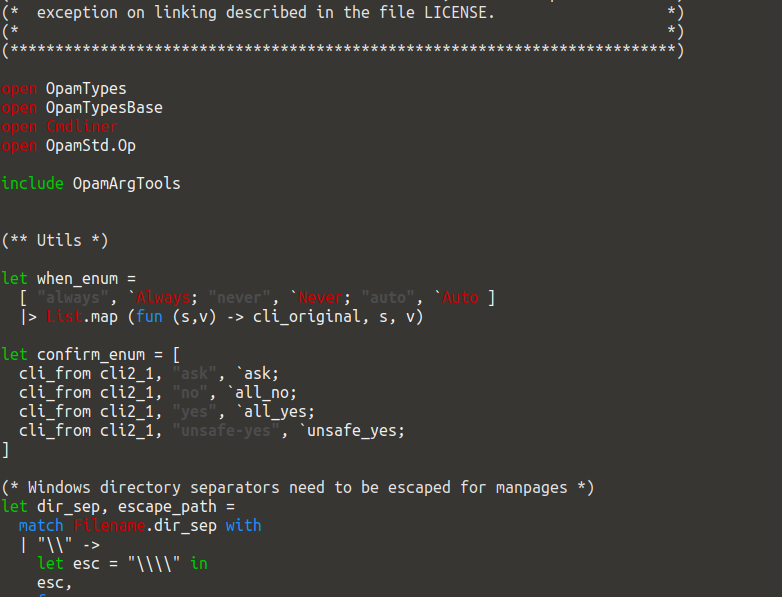 (*  exception on linking described in the file LICENSE.                   *)
(*                                                                        *)
(**************************************************************************)
open OpamTypes
open OpamTypesBase
open Cmdliner
open OpamStd.Op
include OpamArgTools
(** Utils *)
let when_enum =
  [ "always", `Always; "never", `Never; "auto", `Auto ]
  |> List.map (fun (s,v) -> cli_original, s, v)
let confirm_enum = [
  cli_from cli2_1, "ask", `ask;
  cli_from cli2_1, "no", `all_no;
  cli_from cli2_1, "yes", `all_yes;
  cli_from cli2_1, "unsafe-yes", `unsafe_yes;
]
(* Windows directory separators need to be escaped for manpages *)
let dir_sep, escape_path =
  match Filename.dir_sep with
  | "\\" ->
    let esc = "\\\\" in
    esc,